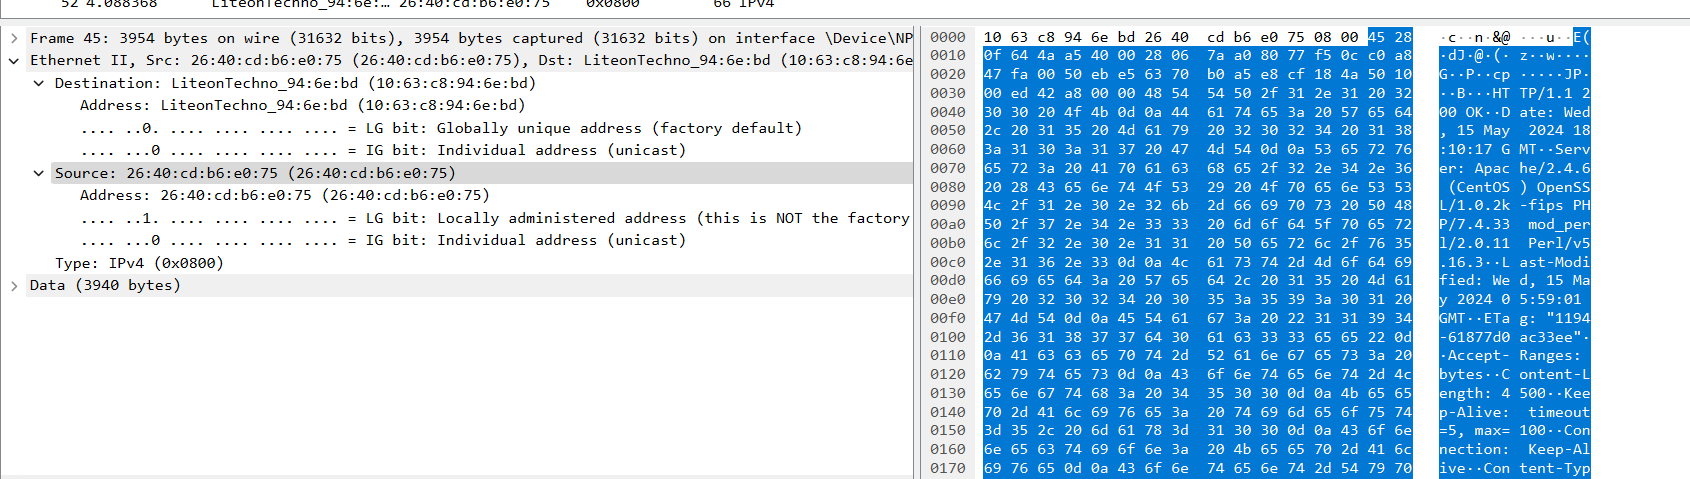 52 4.088368 LiteonTechno_94:6e:… 26:40:cd:b6:e0:75 0x0800 66 IPv4
Frame 45: 3954 bytes on wire (31632 bits), 3954 bytes captured (31632 bits) on interface \Device\NP
Ethernet II, Src: 26:40:cd:b6:e0:75 (26:40:cd:b6:e0:75), Dst: LiteonTechno_94:6e:bd (10:63:c8:94:6e
Destination: LiteonTechno_94:6e:bd (10:63:c8:94:6e:bd)
Address: LiteonTechno_94:6e:bd (10:63:c8:94:6e:bd)
.... ..0. .... .... .... .... = LG bit: Globally unique address (factory default)
.... ...0 .... .... .... .... = IG bit: Individual address (unicast)
Source: 26:40:cd:b6:e0:75 (26:40:cd:b6:e0:75)
Address: 26:40:cd:b6:e0:75 (26:40:cd:b6:e0:75)
.... ..1. .... .... .... .... = LG bit: Locally administered address (this is NOT the factory
.... ...0 .... .... .... .... = IG bit: Individual address (unicast)
Type: IPv4 (0x0800)
Data (3940 bytes)
0000 10 63 c8 94 6e bd 26 40 cd b6 e0 75 08 00 45 28 ·c··n·&@ ···u··E(
0010 0f 64 4a a5 40 00 28 06 7a a0 80 77 f5 0c c0 a8 ·dJ·@·(· z··w····
0020 47 fa 00 50 eb e5 63 70 b0 a5 e8 cf 18 4a 50 10 G··P··cp ·····JP·
0030 00 ed 42 a8 00 00 48 54 54 50 2f 31 2e 31 20 32 ··B···HT TP/1.1 2
0040 30 30 20 4f 4b 0d 0a 44 61 74 65 3a 20 57 65 64 00 OK··D ate: Wed
0050 2c 20 31 35 20 4d 61 79 20 32 30 32 34 20 31 38 , 15 May  2024 18
0060 3a 31 30 3a 31 37 20 47 4d 54 0d 0a 53 65 72 76 :10:17 G MT··Serv
0070 65 72 3a 20 41 70 61 63 68 65 2f 32 2e 34 2e 36 er: Apac he/2.4.6
0080 20 28 43 65 6e 74 4f 53 29 20 4f 70 65 6e 53 53 (CentOS ) OpenSS
0090 4c 2f 31 2e 30 2e 32 6b 2d 66 69 70 73 20 50 48 L/1.0.2k -fips PH
00a0 50 2f 37 2e 34 2e 33 33 20 6d 6f 64 5f 70 65 72 P/7.4.33  mod_per
00b0 6c 2f 32 2e 30 2e 31 31 20 50 65 72 6c 2f 76 35 l/2.0.11  Perl/v5
00c0 2e 31 36 2e 33 0d 0a 4c 61 73 74 2d 4d 6f 64 69 .16.3··L ast-Modi
00d0 66 69 65 64 3a 20 57 65 64 2c 20 31 35 20 4d 61 fied: We d, 15 Ma
00e0 79 20 32 30 32 34 20 30 35 3a 35 39 3a 30 31 20 y 2024 0 5:59:01
00f0 47 4d 54 0d 0a 45 54 61 67 3a 20 22 31 31 39 34 GMT··ETa g: "1194
0100 2d 36 31 38 37 37 64 30 61 63 33 33 65 65 22 0d -61877d0 ac33ee"·
0110 0a 41 63 63 65 70 74 2d 52 61 6e 67 65 73 3a 20 ·Accept- Ranges:
0120 62 79 74 65 73 0d 0a 43 6f 6e 74 65 6e 74 2d 4c bytes··C ontent-L
0130 65 6e 67 74 68 3a 20 34 35 30 30 0d 0a 4b 65 65 ength: 4 500··Kee
0140 70 2d 41 6c 69 76 65 3a 20 74 69 6d 65 6f 75 74 p-Alive:  timeout
0150 3d 35 2c 20 6d 61 78 3d 31 30 30 0d 0a 43 6f 6e =5, max= 100··Con
0160 6e 65 63 74 69 6f 6e 3a 20 4b 65 65 70 2d 41 6c nection:  Keep-Al
0170 69 76 65 0d 0a 43 6f 6e 74 65 6e 74 2d 54 79 70 ive··Con tent-Typ